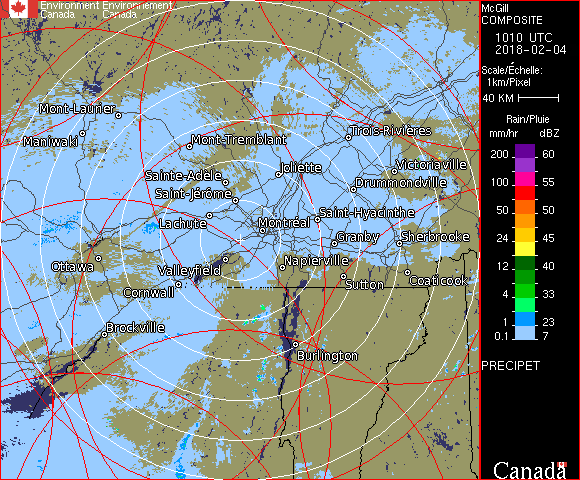 Environment Environnement
Canada Canada
McGill
COMPOSITE
1010 UTC
2018-02-04
Scale/Échelle:
1km/Pixel
40 KM
Rain/Pluie
mm/hr dBZ
200 60
100 55
50 50
24 45
12 40
4 33
1 23
0.1 7
PRECIPET
Canada
Mont-Laurier
Maniwaki
Mont-Tremblant
Trois-Rivières
Sainte-Adèle
Joliette
Victoriaville
Saint-Jérôme
Drummondville
Lachute
Montréal
Saint-Hyacinthe
Granby
Sherbrooke
Ottawa
Valleyfield
Napierville
Cornwall
Sutton
Coaticook
Brockville
Burlington